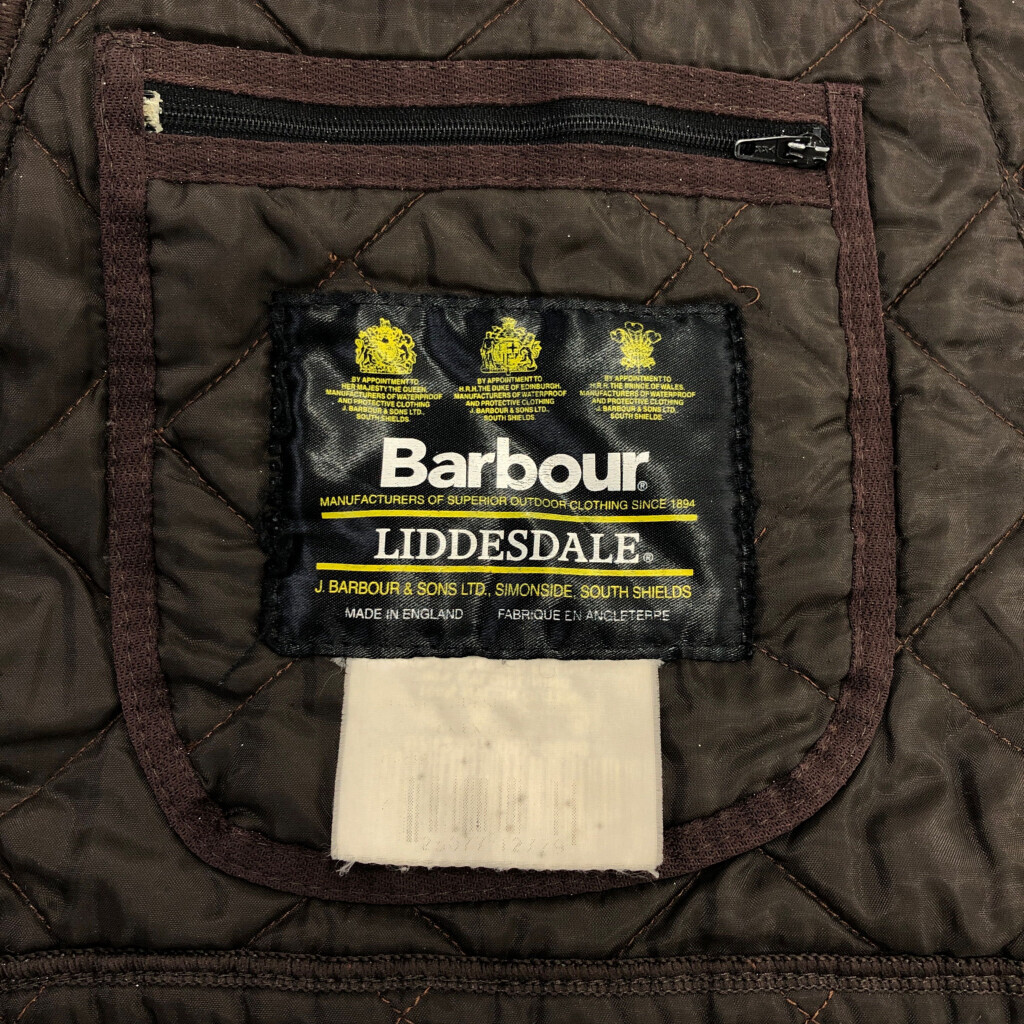 BY APPOINTMENT TO
HER MAJESTY THE QUEEN.
MANUFACTURERS OF WATERPROOF
AND PROTECTIVE CLOTHING
J. BARBOUR & SONS LTD.
SOUTH SHIELDS.
BY APPOINTMENT TO
H.R.H. THE DUKE OF EDINBURGH.
MANUFACTURERS OF WATERPROOF
AND PROTECTIVE CLOTHING
J. BARBOUR & SONS LTD.
SOUTH SHIELDS.
BY APPOINTMENT TO
H.R.H. THE PRINCE OF WALES.
MANUFACTURERS OF WATERPROOF
AND PROTECTIVE CLOTHING
J. BARBOUR & SONS LTD.
SOUTH SHIELDS.
Barbour®
MANUFACTURERS OF SUPERIOR OUTDOOR CLOTHING SINCE 1894
LIDDESDALE®
J. BARBOUR & SONS LTD., SIMONSIDE, SOUTH SHIELDS
MADE IN ENGLAND FABRIQUE EN ANGLETERRE